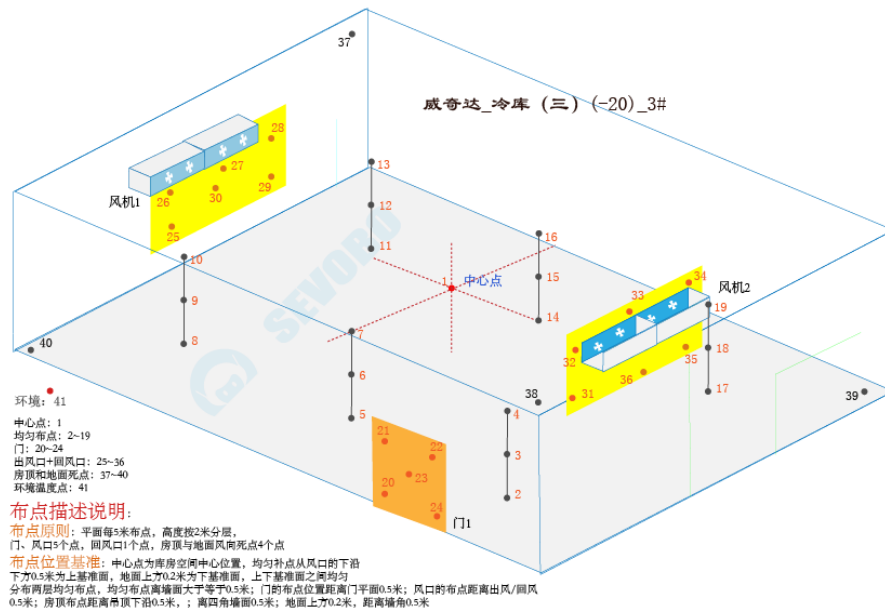 37
威奇达_冷库（三）(-20)_3#
28
27
13
29
30
26
风机1
12
25
16
11
10
1
中心点
15
34
风机2
9
33
19
14
7
40
8
32
18
35
6
36
17
31
38
39
SEVORO
环境：41
5
4
中心点：1
均匀布点：2~19
门：20~24
出风口+回风口：25~36
房顶和地面死点：37~40
环境温度点：41
21
22
3
23
20
2
24
门1
布点描述说明：
布点原则：平面每5米布点，高度按2米分层，
门、风口5个点，回风口1个点，房顶与地面风向死点4个点
布点位置基准：中心点为库房空间中心位置，均匀补点从风口的下沿
下方0.5米为上基准面，地面上方0.2米为下基准面，上下基准面之间均匀
分布两层均匀布点，均匀布点离墙面大于等于0.5米；门的布点位置距离门平面0.5米；风口的布点距离出风/回风
0.5米；房顶布点距离吊顶下沿0.5米，；离四角墙面0.5米；地面上方0.2米，距离墙角0.5米